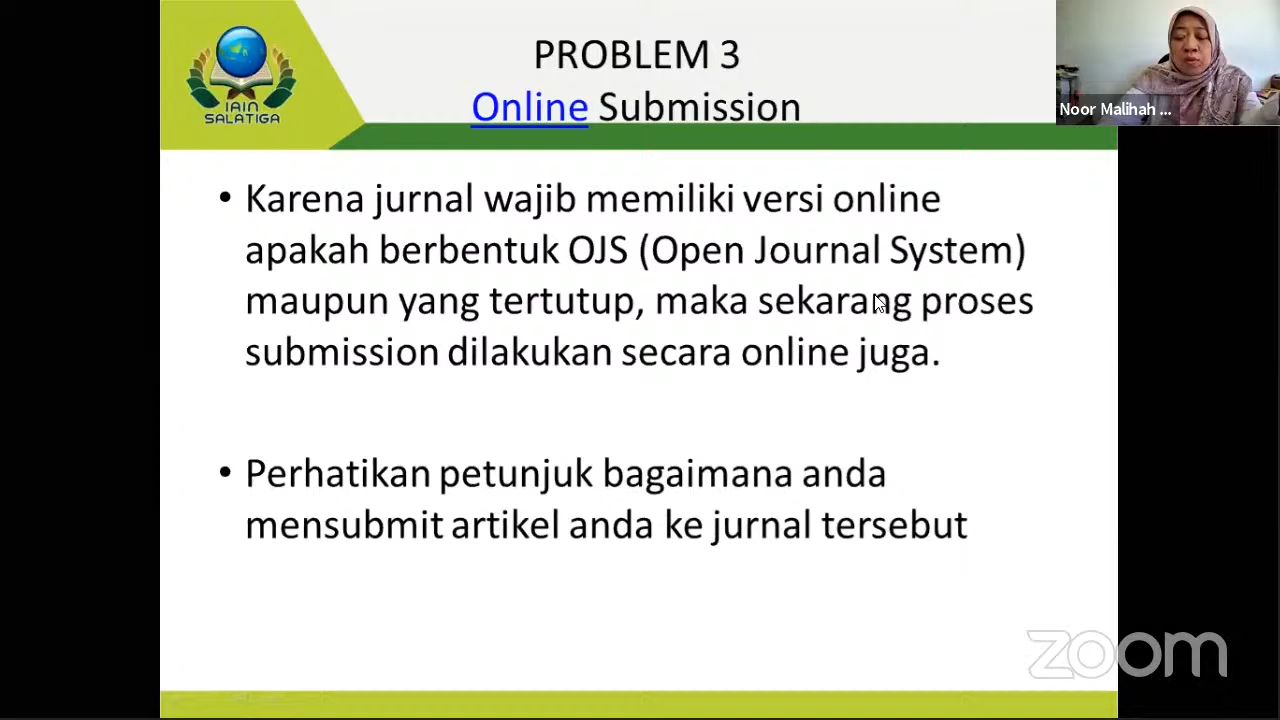 PROBLEM 3
Online Submission
IAIN
SALATIGA
Noor Malihah ...
• Karena jurnal wajib memiliki versi online
apakah berbentuk OJS (Open Journal System)
maupun yang tertutup, maka sekarang proses
submission dilakukan secara online juga.
• Perhatikan petunjuk bagaimana anda
mensubmit artikel anda ke jurnal tersebut
zoom